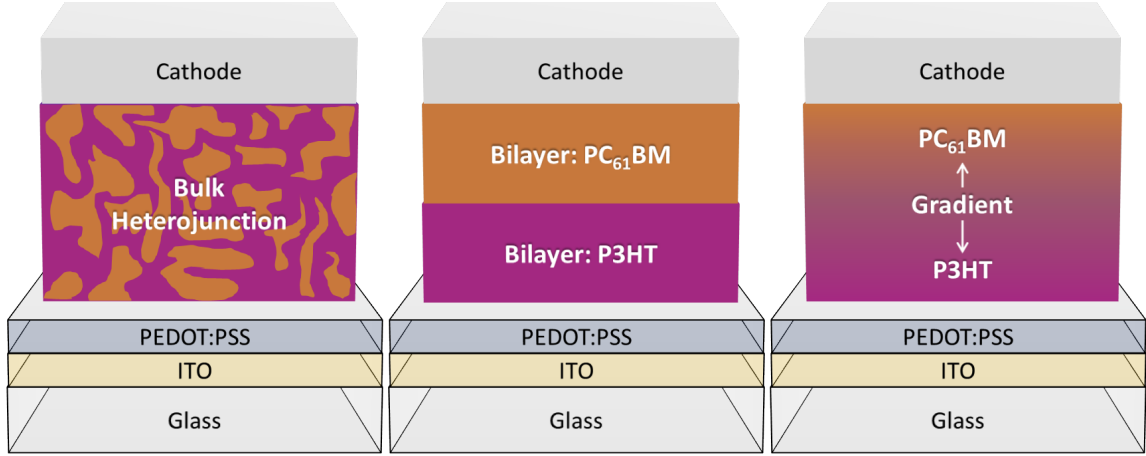 Cathode
Bulk
Heterojunction
PEDOT:PSS
ITO
Glass
Cathode
Bilayer: PC₆₁BM
Bilayer: P3HT
PEDOT:PSS
ITO
Glass
Cathode
PC₆₁BM
Gradient
P3HT
PEDOT:PSS
ITO
Glass